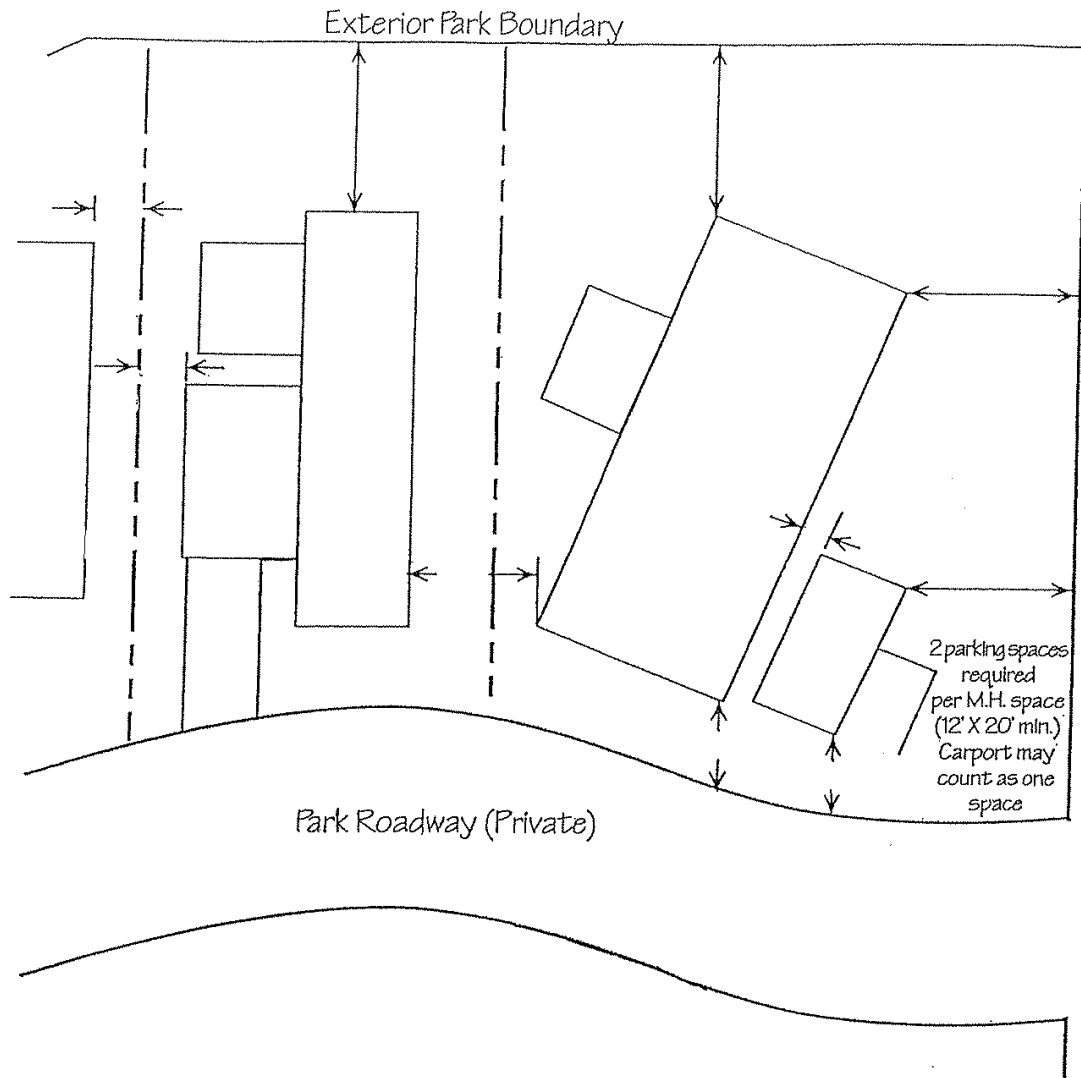 Exterior Park Boundary
2 parking spaces
required
per M.H. space
(12' X 20' min.)
Carport may
count as one
space
Park Roadway (Private)